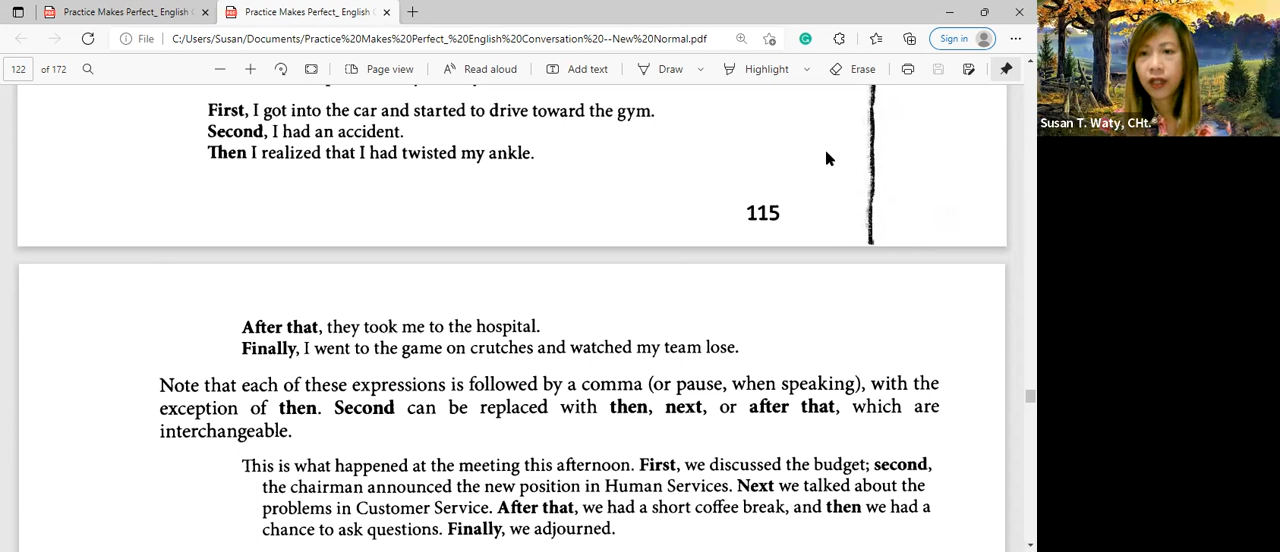 Practice Makes Perfect_ English C
Practice Makes Perfect_ English C
File
C:/Users/Susan/Documents/Practice%20Makes%20Perfect_%20English%20Conversation%20--New%20Normal.pdf
Sign in
122 of 172
Page view
Read aloud
Add text
Draw
Highlight
Erase
Susan T. Waty, CHt.
First, I got into the car and started to drive toward the gym.
Second, I had an accident.
Then I realized that I had twisted my ankle.
115
After that, they took me to the hospital.
Finally, I went to the game on crutches and watched my team lose.
Note that each of these expressions is followed by a comma (or pause, when speaking), with the
exception of then. Second can be replaced with then, next, or after that, which are
interchangeable.
This is what happened at the meeting this afternoon. First, we discussed the budget; second,
the chairman announced the new position in Human Services. Next we talked about the
problems in Customer Service. After that, we had a short coffee break, and then we had a
chance to ask questions. Finally, we adjourned.